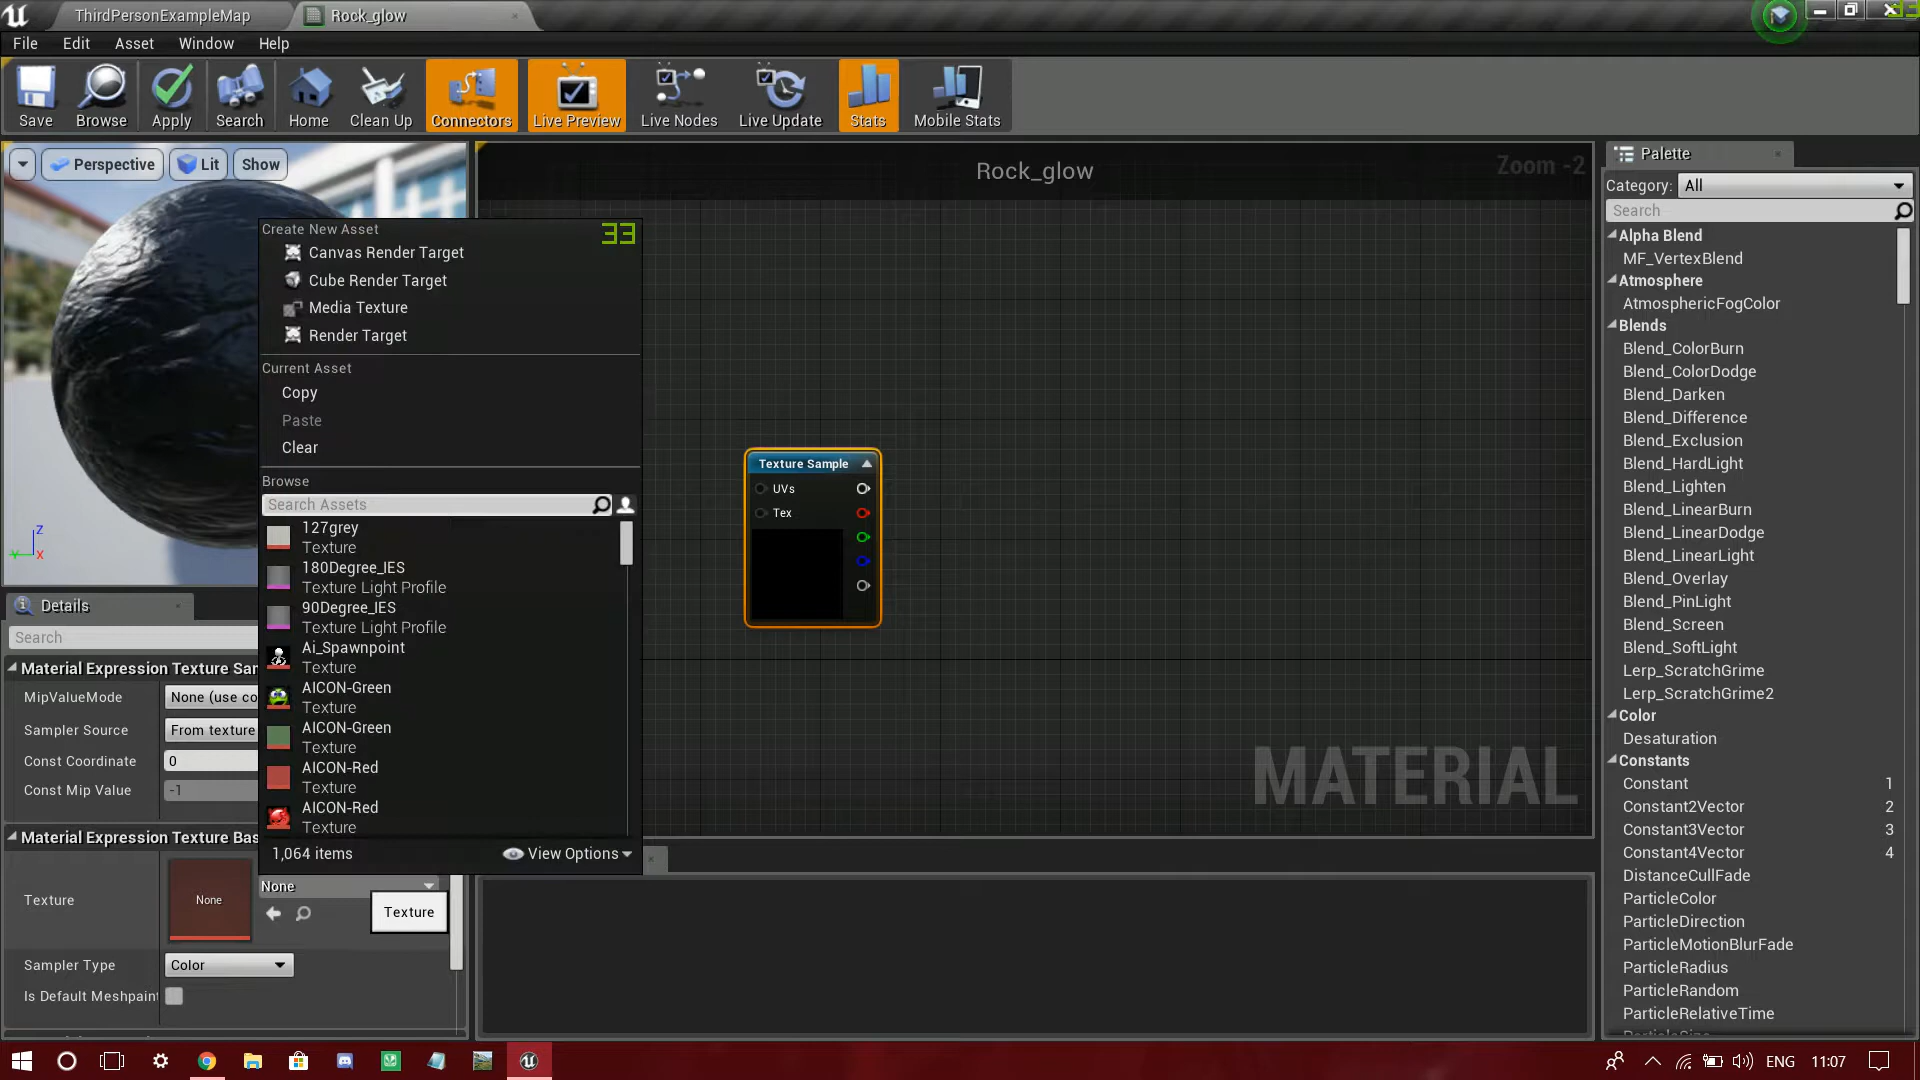 ThirdPersonExampleMap
Rock_glow
33
File
Edit
Asset
Window
Help
Save
Browse
Apply
Search
Home
Clean Up
Connectors
Live Preview
Live Nodes
Live Update
Stats
Mobile Stats
Perspective
Lit
Show
Rock_glow
Zoom -2
Palette
Category:
All
Search
Alpha Blend
MF_VertexBlend
Atmosphere
AtmosphericFogColor
Blends
Blend_ColorBurn
Blend_ColorDodge
Blend_Darken
Blend_Difference
Blend_Exclusion
Blend_HardLight
Blend_Lighten
Blend_LinearBurn
Blend_LinearDodge
Blend_LinearLight
Blend_Overlay
Blend_PinLight
Blend_Screen
Blend_SoftLight
Lerp_ScratchGrime
Lerp_ScratchGrime2
Color
Desaturation
Constants
Constant 1
Constant2Vector 2
Constant3Vector 3
Constant4Vector 4
DistanceCullFade
ParticleColor
ParticleDirection
ParticleMotionBlurFade
ParticleRadius
ParticleRandom
ParticleRelativeTime
Create New Asset
33
Canvas Render Target
Cube Render Target
Media Texture
Render Target
Current Asset
Copy
Paste
Clear
Browse
Search Assets
127grey
Texture
180Degree_IES
Texture Light Profile
90Degree_IES
Texture Light Profile
Ai_Spawnpoint
Texture
AICON-Green
Texture
AICON-Green
Texture
AICON-Red
Texture
AICON-Red
Texture
1,064 items
View Options
Z
Y
X
Texture Sample
UVs
Tex
MATERIAL
Details
Search
Material Expression Texture Sam
MipValueMode
None (use co
Sampler Source
From texture
Const Coordinate
0
Const Mip Value
-1
Material Expression Texture Bas
Texture
None
None
Texture
Sampler Type
Color
Is Default Meshpaint
ENG
11:07